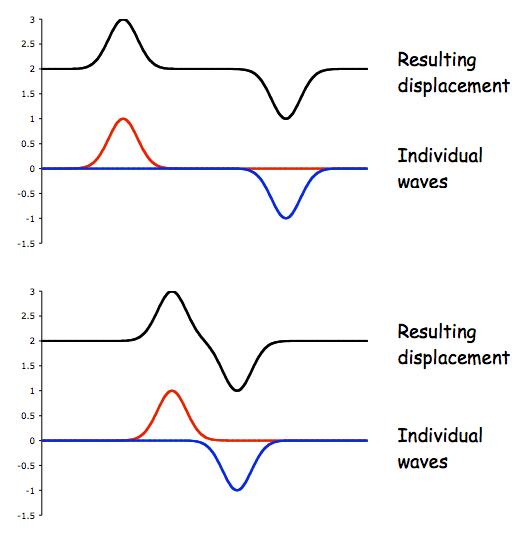 3
2.5
Resulting
2
displacement
1.5
1
Individual
0.5
waves
0
-0.5
-1
-1.5
3
2.5
Resulting
2
displacement
1.5
1
Individual
0.5
waves
0
-0.5
-1
-1.5